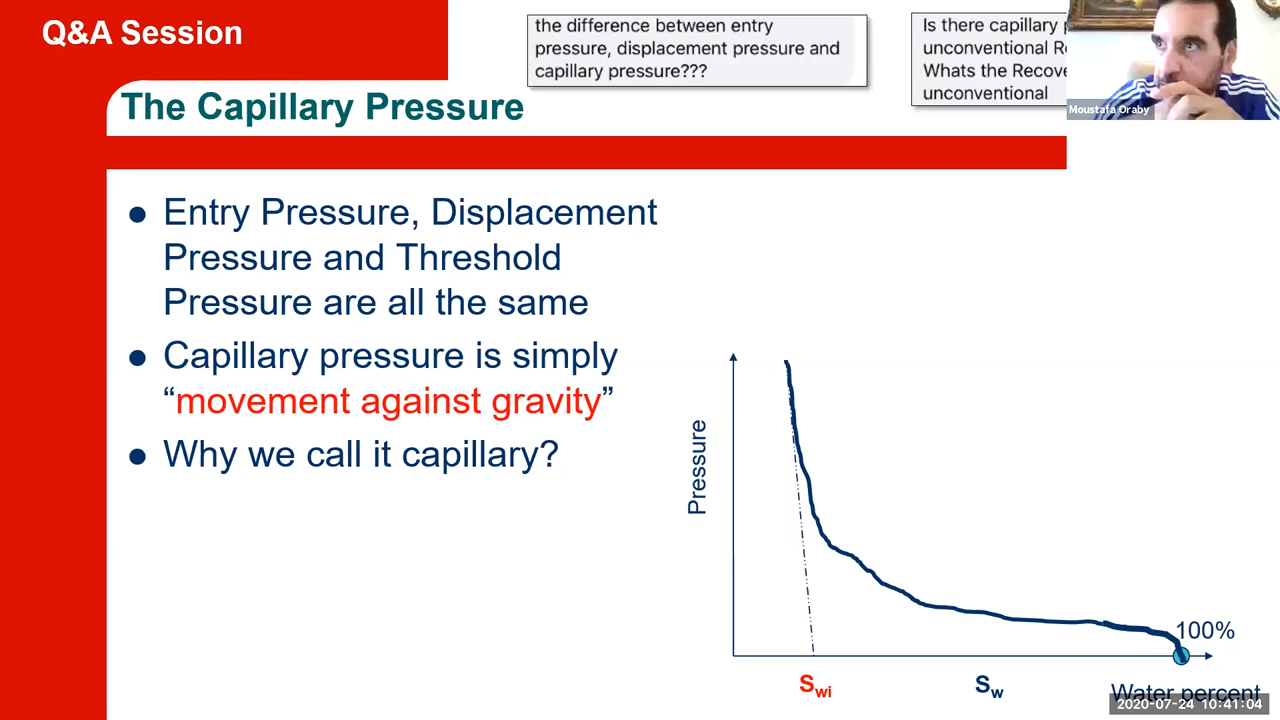 Q&A Session
the difference between entry
pressure, displacement pressure and
capillary pressure???
Is there capillary
unconventional
Whats the
unconventional
Moustafa Oraby
The Capillary Pressure
● Entry Pressure, Displacement
Pressure and Threshold
Pressure are all the same
● Capillary pressure is simply
“movement against gravity”
● Why we call it capillary?
Pressure
100%
Swi
Sw
Water percent
2020-07-24 10:41:04